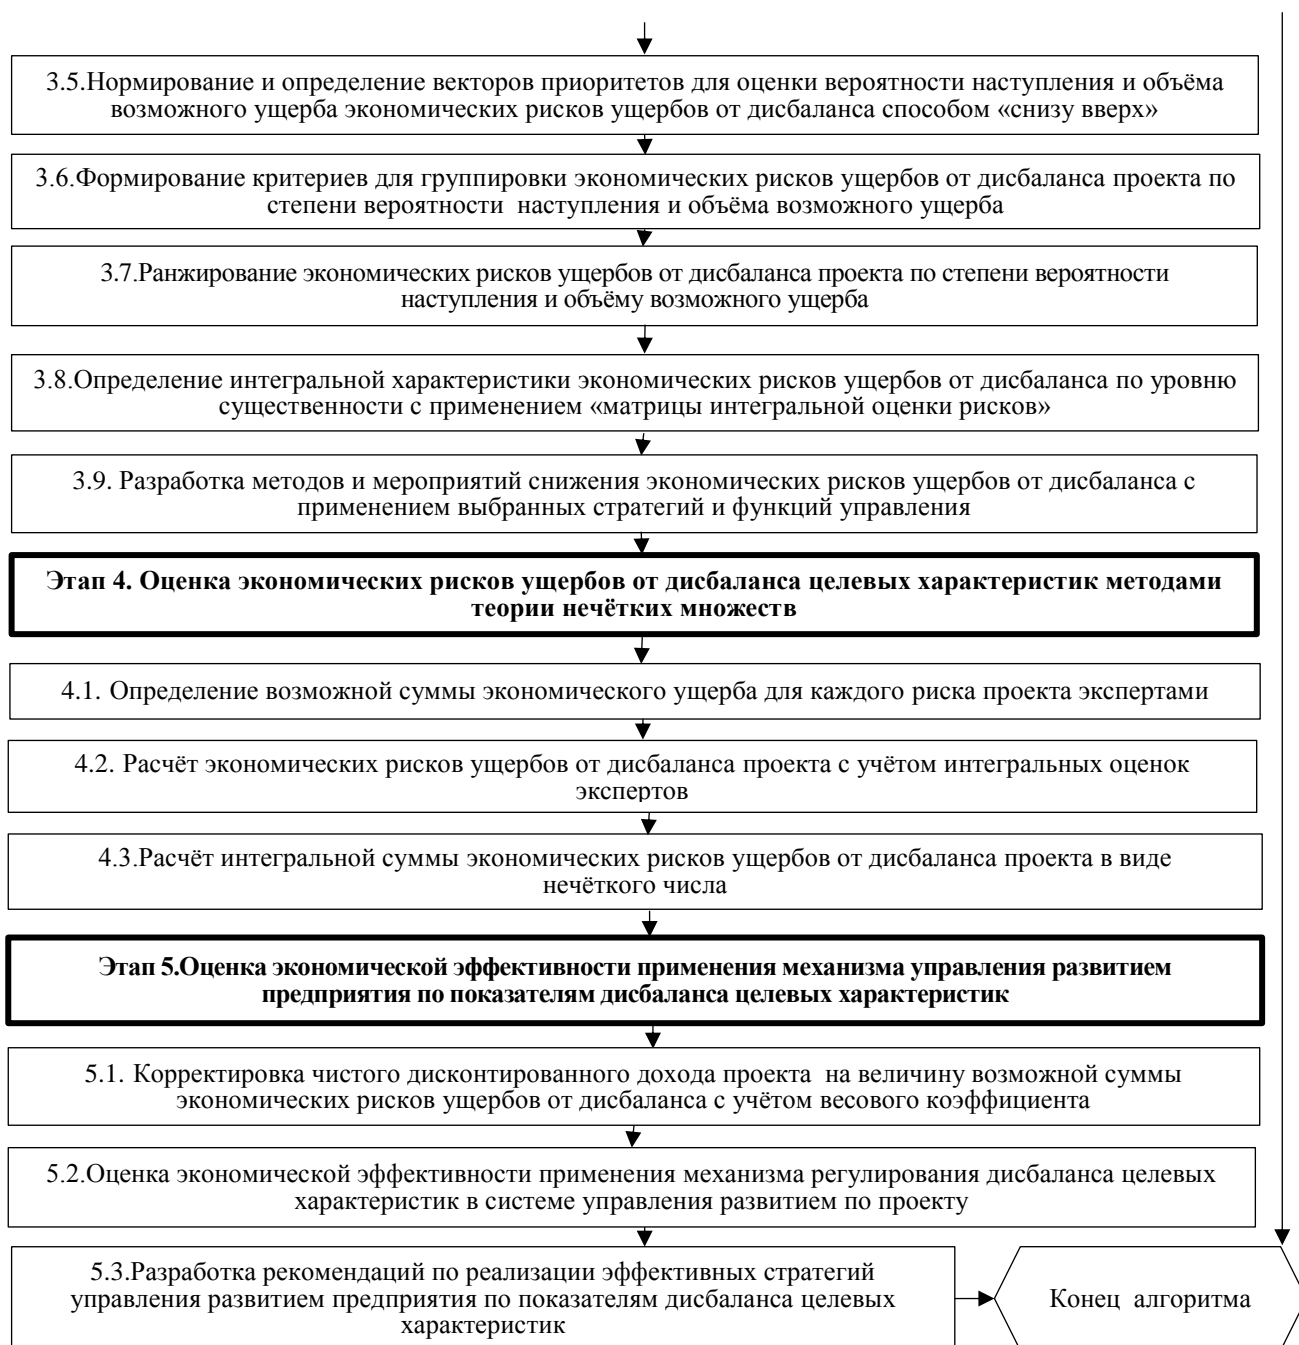 3.5.Нормирование и определение векторов приоритетов для оценки вероятности наступления и объёма
возможного ущерба экономических рисков ущербов от дисбаланса способом «снизу вверх»
3.6.Формирование критериев для группировки экономических рисков ущербов от дисбаланса проекта по
степени вероятности наступления и объёма возможного ущерба
3.7.Ранжирование экономических рисков ущербов от дисбаланса проекта по степени вероятности
наступления и объёму возможного ущерба
3.8.Определение интегральной характеристики экономических рисков ущербов от дисбаланса по уровню
существенности с применением «матрицы интегральной оценки рисков»
3.9. Разработка методов и мероприятий снижения экономических рисков ущербов от дисбаланса с
применением выбранных стратегий и функций управления
Этап 4. Оценка экономических рисков ущербов от дисбаланса целевых характеристик методами
теории нечётких множеств
4.1. Определение возможной суммы экономического ущерба для каждого риска проекта экспертами
4.2. Расчёт экономических рисков ущербов от дисбаланса проекта с учётом интегральных оценок
экспертов
4.3.Расчёт интегральной суммы экономических рисков ущербов от дисбаланса проекта в виде
нечёткого числа
Этап 5.Оценка экономической эффективности применения механизма управления развитием
предприятия по показателям дисбаланса целевых характеристик
5.1. Корректировка чистого дисконтированного дохода проекта на величину возможной суммы
экономических рисков ущербов от дисбаланса с учётом весового коэффициента
5.2.Оценка экономической эффективности применения механизма регулирования дисбаланса целевых
характеристик в системе управления развитием по проекту
5.3.Разработка рекомендаций по реализации эффективных стратегий
управления развитием предприятия по показателям дисбаланса целевых
характеристик
Конец алгоритма